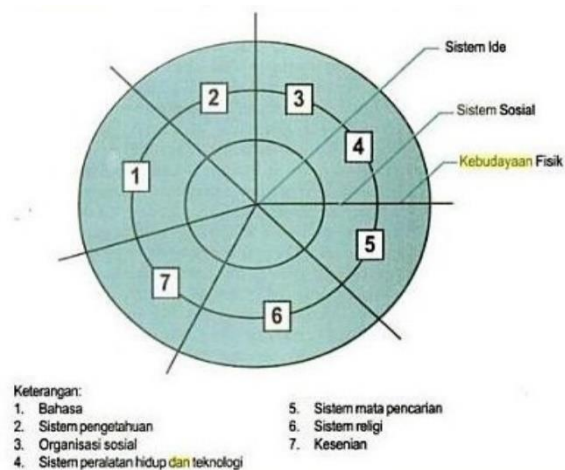 Sistem Ide
2
3
Sistem Sosial
4
Kebudayaan Fisik
1
5
7
6
Keterangan:
1. Bahasa
2. Sistem pengetahuan
3. Organisasi sosial
4. Sistem peralatan hidup dan teknologi
5. Sistem mata pencarian
6. Sistem religi
7. Kesenian